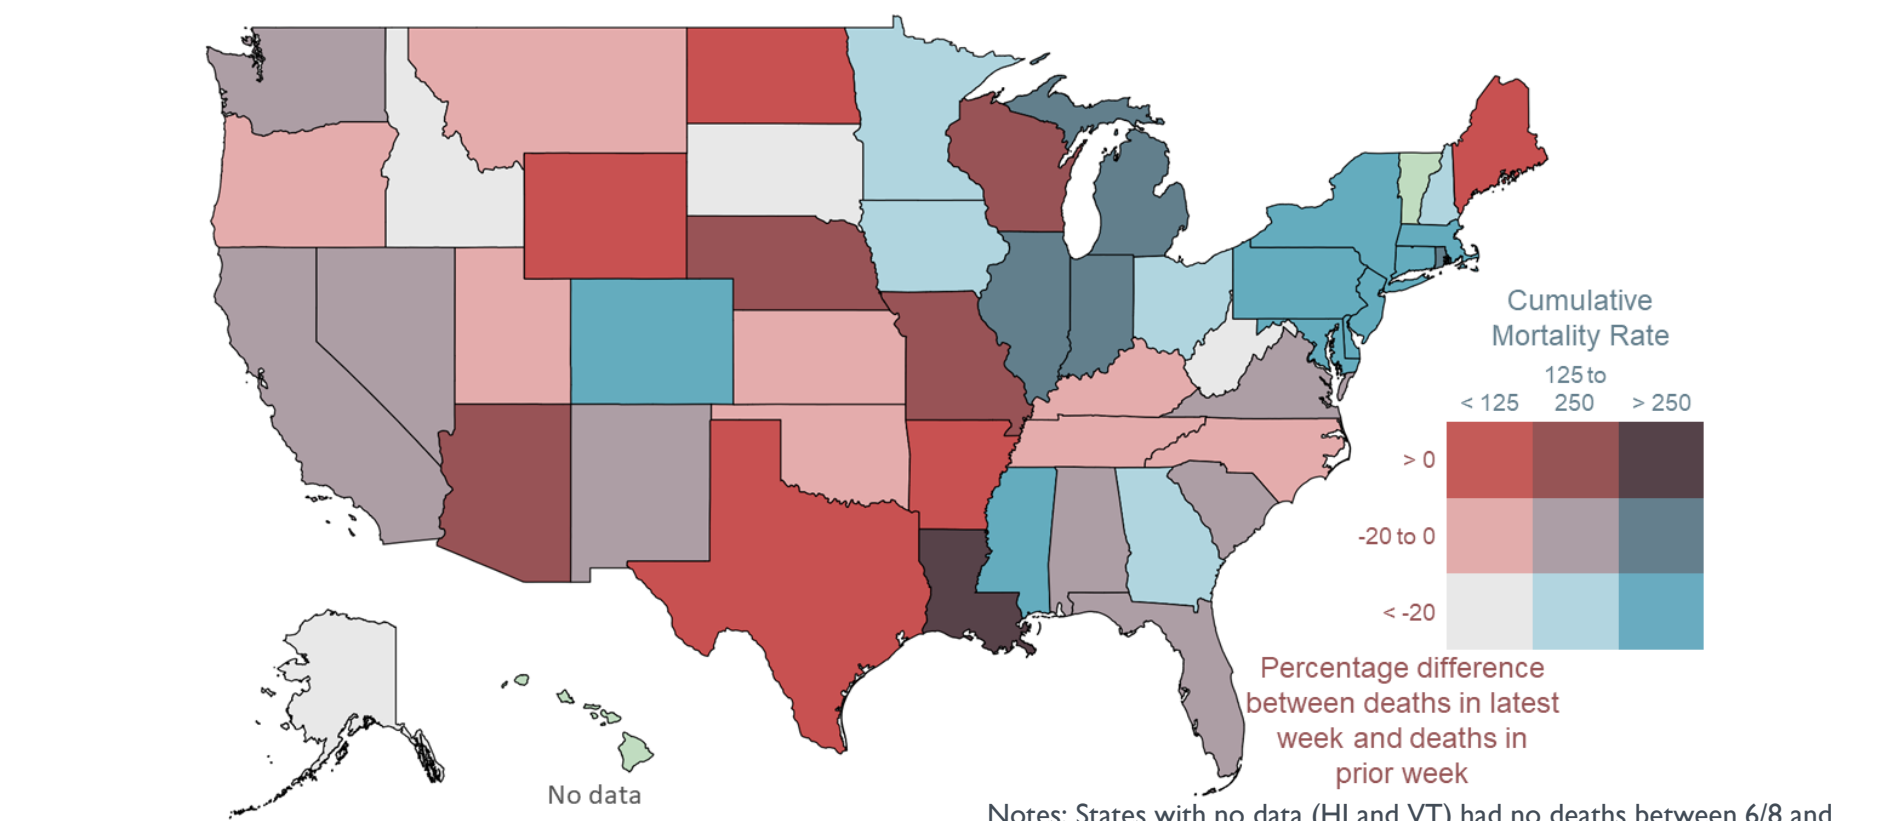 Cumulative
Mortality Rate
125 to
< 125 250 > 250
> 0
-20 to 0
< -20
Percentage difference
between deaths in latest
week and deaths in
prior week
No data
Notes: States with no data (HI and VT) had no deaths between 6/8 and